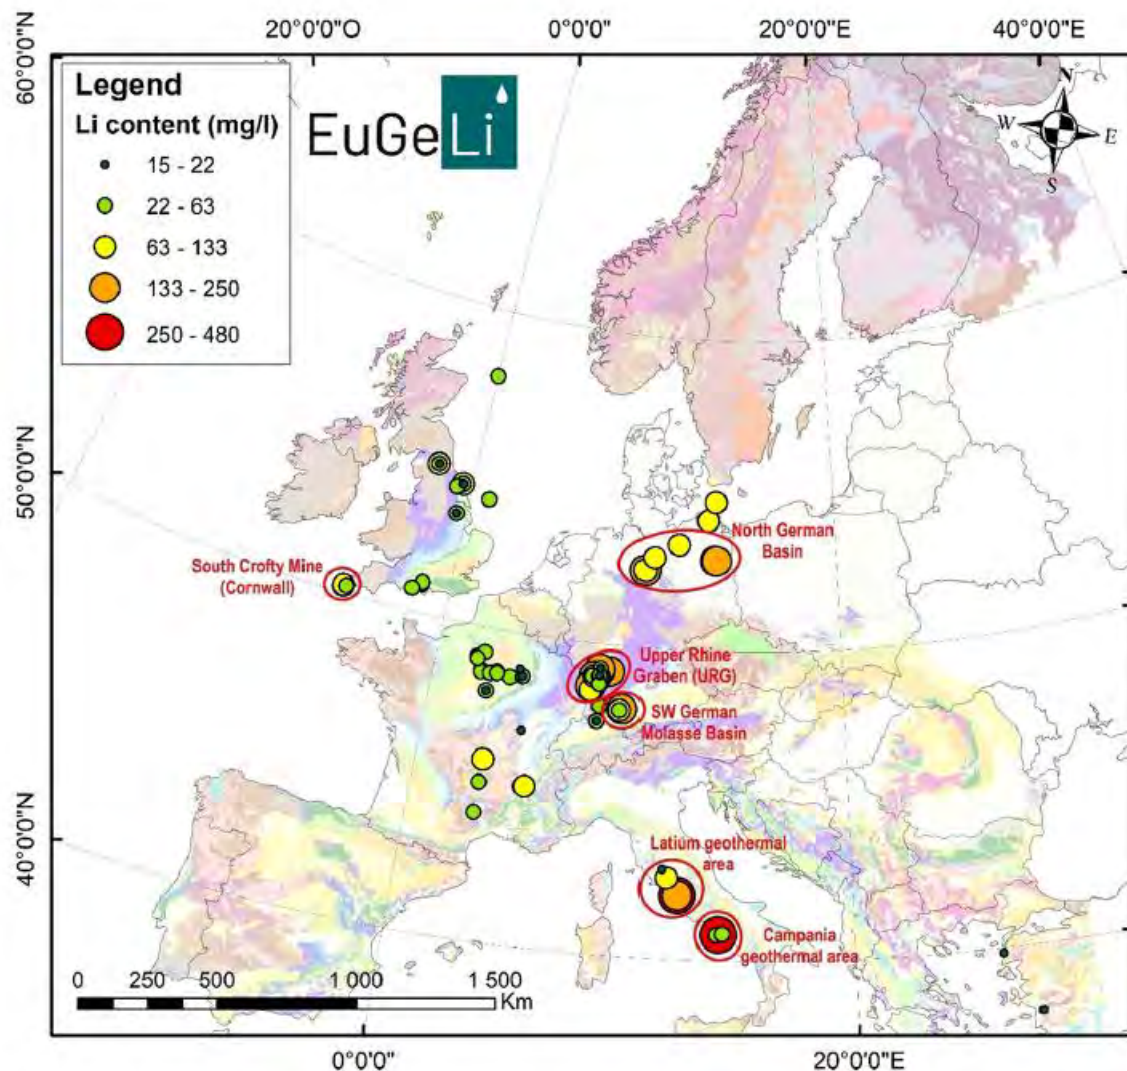 20°0'0"O 0°0'0" 20°0'0"E 40°0'0"E
60°0'0"N
50°0'0"N
40°0'0"N
Legend
Li content (mg/l)
15 - 22
22 - 63
63 - 133
133 - 250
250 - 480
EuGeLi
N
W E
S
North German
Basin
South Crofty Mine
(Cornwall)
Upper Rhine
Graben (URG)
SW German
Molasse Basin
Latium geothermal
area
Campania
geothermal area
0 250 500 1 000 1 500
Km
0°0'0" 20°0'0"E